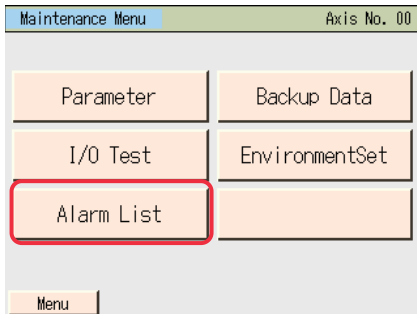 Maintenance Menu Axis No. 00
Parameter Backup Data
I/O Test EnvironmentSet
Alarm List
Menu